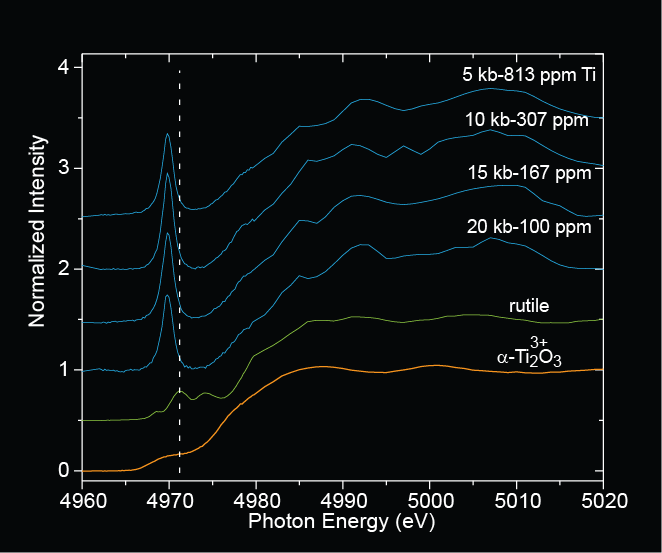 4
5 kb-813 ppm Ti
10 kb-307 ppm
3
15 kb-167 ppm
20 kb-100 ppm
2
rutile
3+
α-Ti2O3
1
0
Normalized Intensity
4960 4970 4980 4990 5000 5010 5020
Photon Energy (eV)